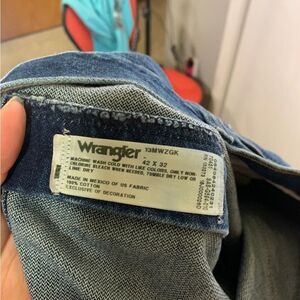 Wrangler 13MWZGK
42 X 32
MACHINE WASH COLD WITH LIKE COLORS, ONLY NON-
CHLORINE BLEACH WHEN NEEDED, TUMBLE DRY LOW OR
LINE DRY
MADE IN MEXICO OF US FABRIC
100% COTTON
EXCLUSIVE OF DECORATION